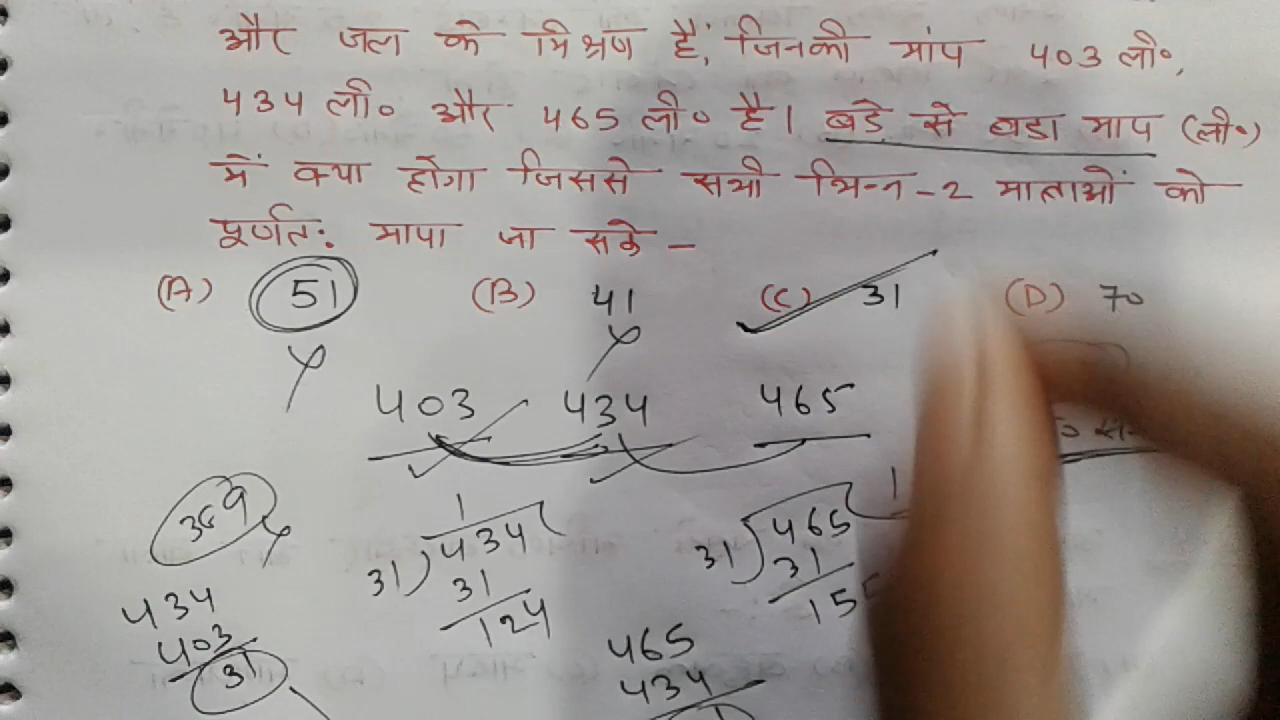 और जल के मिश्रण हैं, जिनकी मांप 403 ली०,
434 ली० और 465 ली० है। बडे से बडा माप (ली०)
में क्या होगा जिससे सभी भिन्न-2 मात्राओं को
पूर्णतः मापा जा सके –
(A) 51 (B) 41 (C) 31 (D) 70
403 434 465
369
1
31) 434
31
124
1
31) 465
31
15
434
403
31
465
434